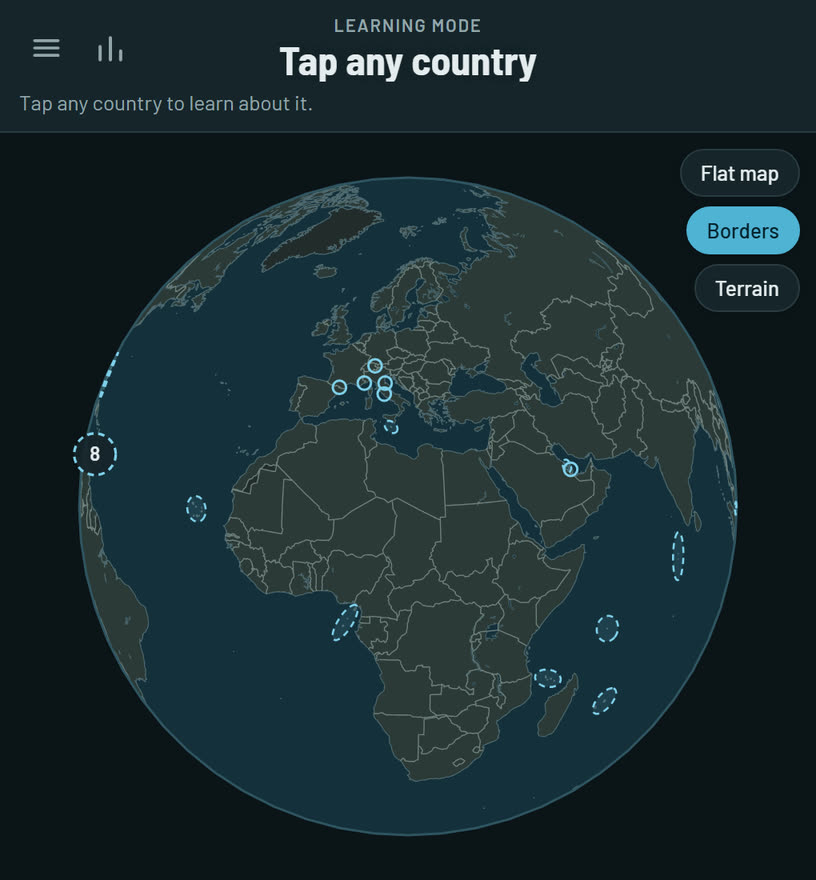 LEARNING MODE
Tap any country
Tap any country to learn about it.
Flat map
Borders
Terrain
8